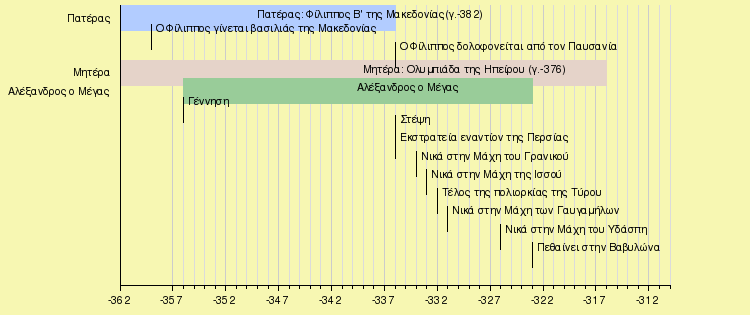 Πατέρας
Πατέρας: Φίλιππος Β' της Μακεδονίας(γ.-382)
Ο Φίλιππος γίνεται βασιλιάς της Μακεδονίας
Ο Φίλιππος δολοφονείται από τον Παυσανία
Μητέρα
Μητέρα: Ολυμπιάδα της Ηπείρου (γ.-376)
Αλέξανδρος ο Μέγας
Αλέξανδρος ο Μέγας
Γέννηση
Στέψη
Εκστρατεία εναντίον της Περσίας
Νικά στην Μάχη του Γρανικού
Νικά στην Μάχη της Ισσού
Τέλος της πολιορκίας της Τύρου
Νικά στην Μάχη των Γαυγαμήλων
Νικά στην Μάχη του Υδάσπη
Πεθαίνει στην Βαβυλώνα
-362 -357 -352 -347 -342 -337 -332 -327 -322 -317 -312